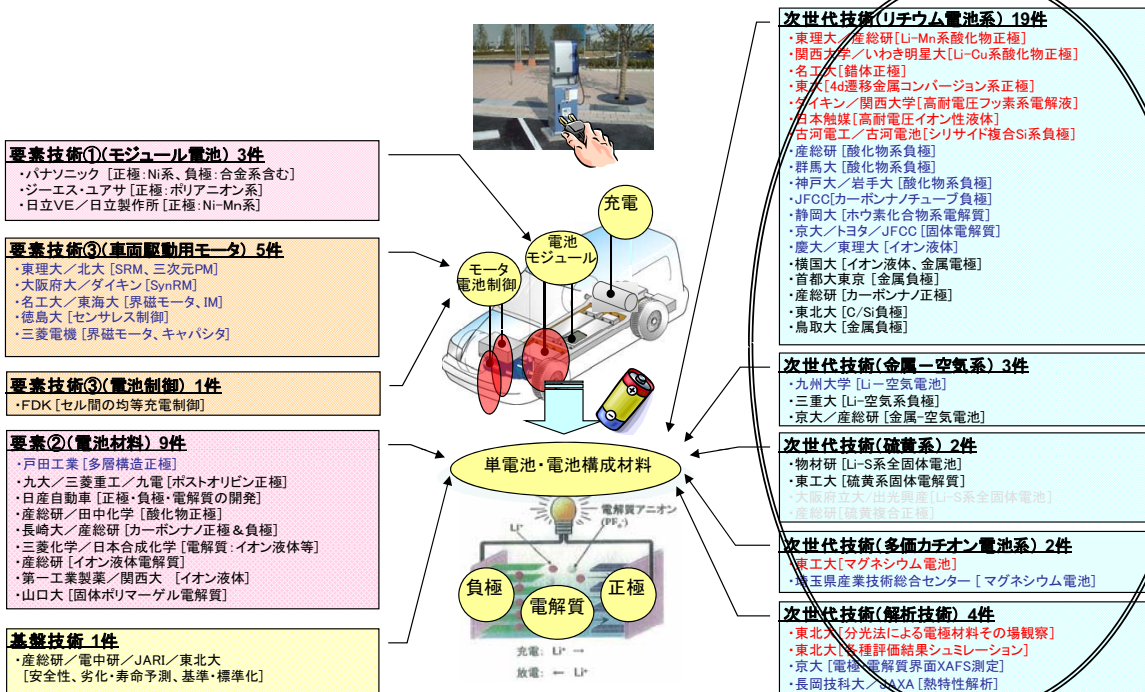 要素技術①(モジュール電池) 3件
・パナソニック [正極:Ni系、負極:合金系含む]
・ジーエス・ユアサ [正極:ポリアニオン系]
・日立VE/日立製作所 [正極:Ni-Mn系]
要素技術③(車両駆動用モータ) 5件
・東理大/北大 [SRM、三次元PM]
・大阪府大/ダイキン [SynRM]
・名工大/東海大 [界磁モータ、IM]
・徳島大 [センサレス制御]
・三菱電機 [界磁モータ、キャパシタ]
要素技術③(電池制御) 1件
・FDK [セル間の均等充電制御]
要素②(電池材料) 9件
・戸田工業 [多層構造正極]
・九大/三菱重工/九電 [ポストオリビン正極]
・日産自動車 [正極・負極・電解質の開発]
・産総研/田中化学 [酸化物正極]
・長崎大/産総研 [カーボンナノ正極&負極]
・三菱化学/日本合成化学 [電解質:イオン液体等]
・産総研 [イオン液体電解質]
・第一工業製薬/関西大 [イオン液体]
・山口大 [固体ポリマーゲル電解質]
基盤技術 1件
・産総研/電中研/JARI/東北大
[安全性、劣化・寿命予測、基準・標準化]
充電
電池
モジュール
モータ
電池制御
単電池・電池構成材料
電解質アニオン
(PF₆⁻)
Li⁺
負極
電解質
正極
充電: Li⁺ →
放電: ← Li⁺
次世代技術(リチウム電池系) 19件
・東理大/産総研[Li-Mn系酸化物正極]
・関西大学/いわき明星大[Li-Cu系酸化物正極]
・名工大[錯体正極]
・東大[4d遷移金属コンバージョン系正極]
・ダイキン/関西大学[高耐電圧フッ素系電解液]
・日本触媒[高耐電圧イオン性液体]
・古河電工/古河電池[シリサイド複合Si系負極]
・産総研 [酸化物系負極]
・群馬大 [酸化物系負極]
・神戸大/岩手大 [酸化物系負極]
・JFCC[カーボンナノチューブ負極]
・静岡大 [ホウ素化合物系電解質]
・京大/トヨタ/JFCC [固体電解質]
・慶大/東理大 [イオン液体]
・横国大 [イオン液体、金属電極]
・首都大東京 [金属負極]
・産総研 [カーボンナノ正極]
・東北大 [C/Si負極]
・鳥取大 [金属負極]
次世代技術(金属-空気系) 3件
・九州大学 [Li-空気電池]
・三重大 [Li-空気系負極]
・京大/産総研 [金属-空気電池]
次世代技術(硫黄系) 2件
・物材研 [Li-S系全固体電池]
・東工大 [硫黄系固体電解質]
・大阪府立大/出光興産[Li-S系全固体電池]
・産総研[硫黄複合正極]
次世代技術(多価カチオン電池系) 2件
・東工大[マグネシウム電池]
・埼玉県産業技術総合センター [ マグネシウム電池]
次世代技術(解析技術) 4件
・東北大[分光法による電極材料その場観察]
・東北大[各種評価結果シュミレーション]
・京大 [電極・電解質界面XAFS測定]
・長岡技科大/JAXA [熱特性解析]